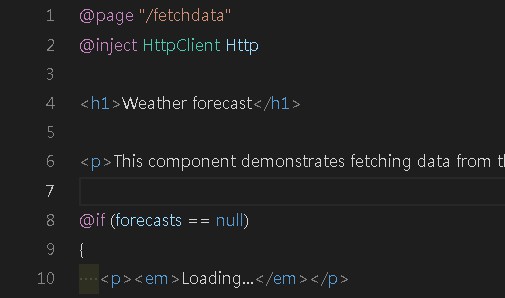 1 @page "/fetchdata"
2 @inject HttpClient Http
3
4 <h1>Weather forecast</h1>
5
6 <p>This component demonstrates fetching data from
7
8 @if (forecasts == null)
9 {
10 <p><em>Loading...</em></p>